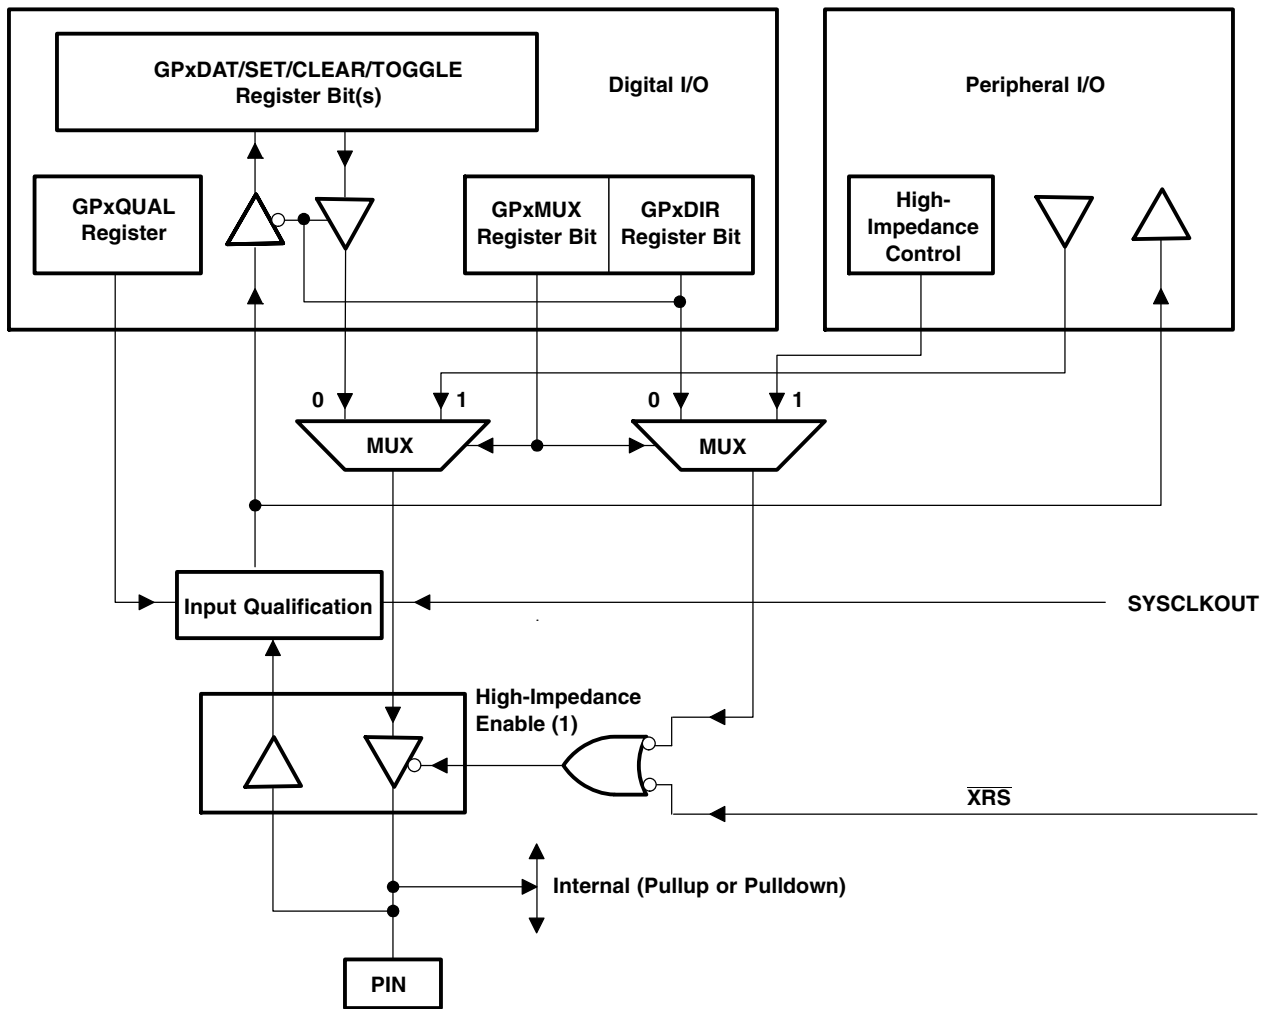 GPxDAT/SET/CLEAR/TOGGLE
Register Bit(s)
Digital I/O
Peripheral I/O
GPxQUAL
Register
GPxMUX
Register Bit
GPxDIR
Register Bit
High-
Impedance
Control
0
1
0
1
MUX
MUX
Input Qualification
SYSCLKOUT
High-Impedance
Enable (1)
XRS
Internal (Pullup or Pulldown)
PIN